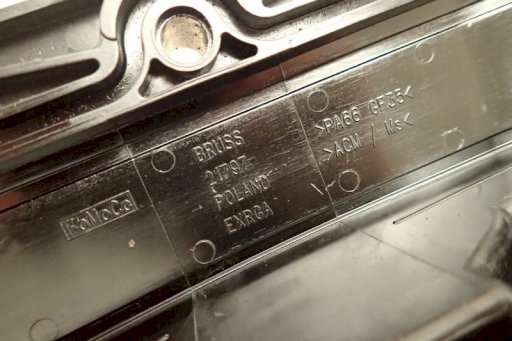 FoMoCo
BRUSS
21797
POLAND
EXRGA
>PA66 GF35<
>ACM / Ms<